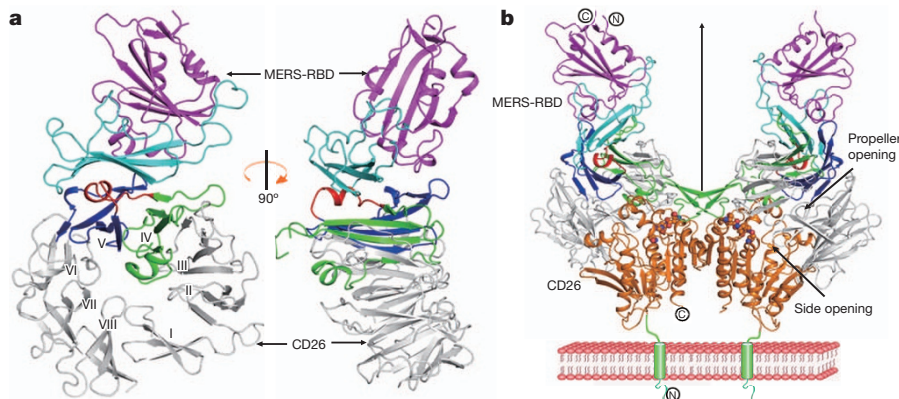 a
MERS-RBD
90°
IV
V
III
VI
II
VII
VIII
I
CD26
b
C
N
MERS-RBD
Propeller
opening
CD26
Side opening
C
N